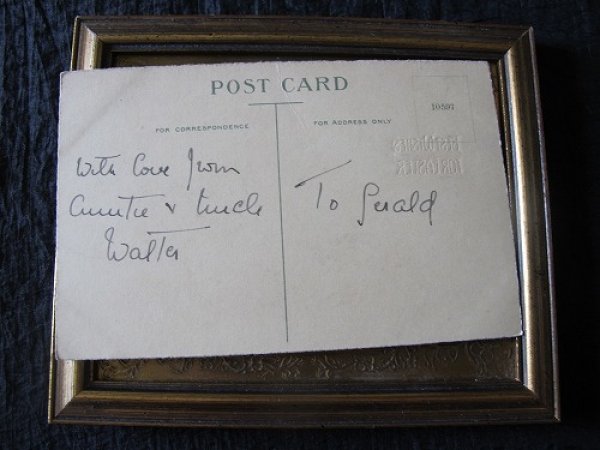 POST CARD
10592
FOR CORRESPONDENCE
FOR ADDRESS ONLY
With love from
Auntie & Uncle
Walter
To Gerald